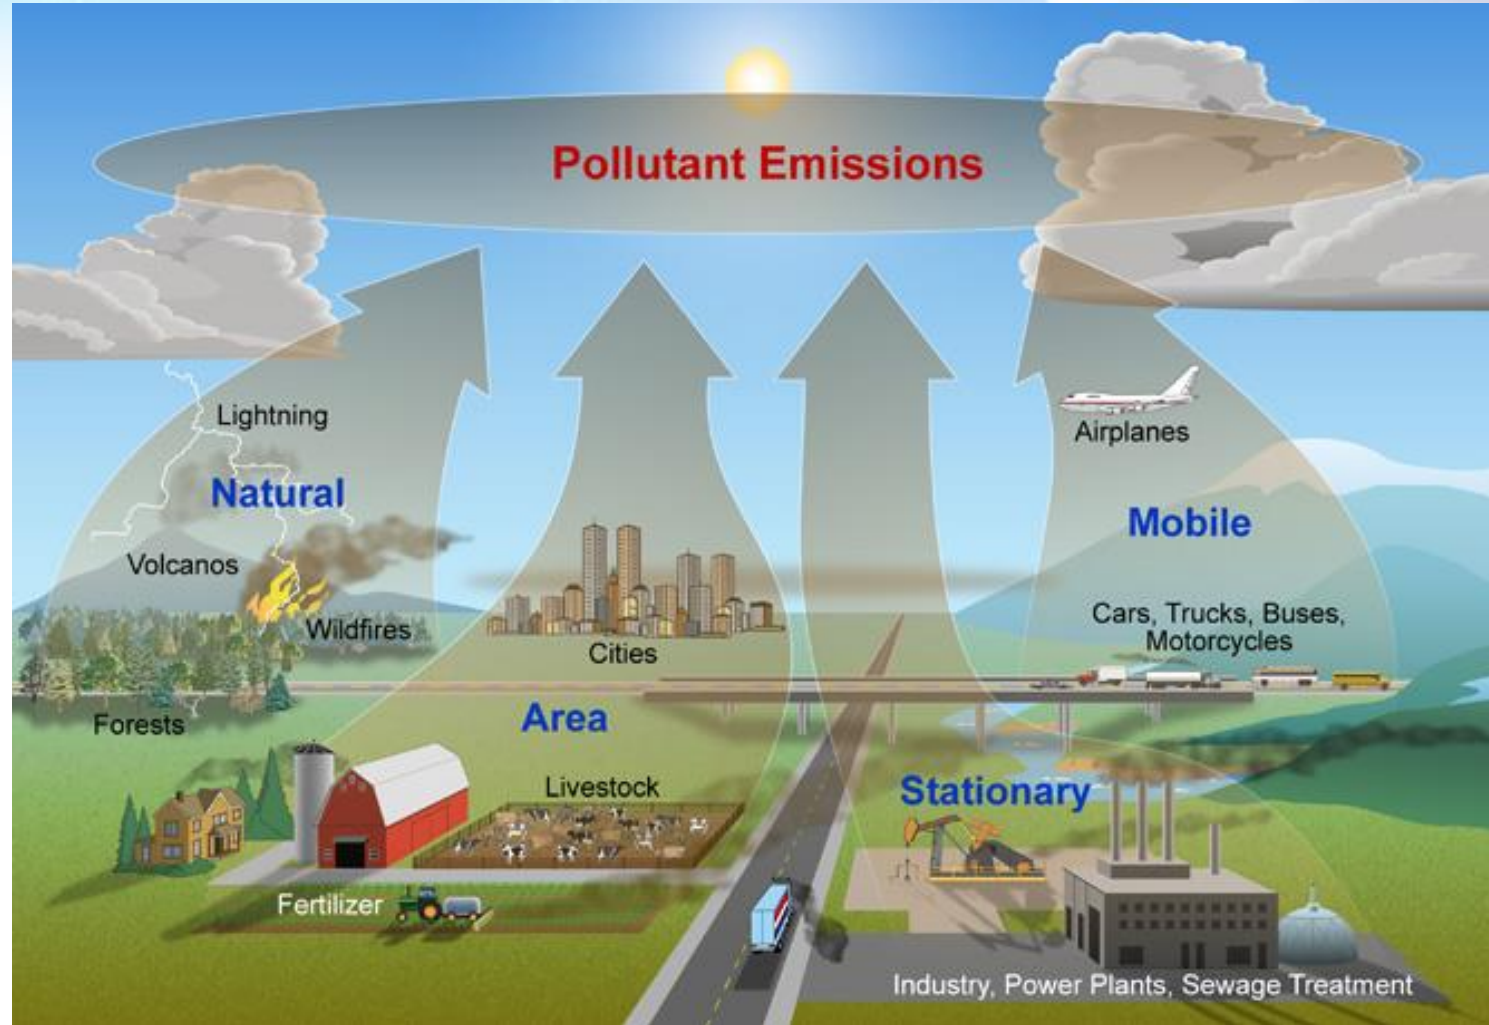 Pollutant Emissions
Lightning
Natural
Volcanos
Wildfires
Forests
Cities
Area
Livestock
Fertilizer
Airplanes
Mobile
Cars, Trucks, Buses,
Motorcycles
Stationary
Industry, Power Plants, Sewage Treatment